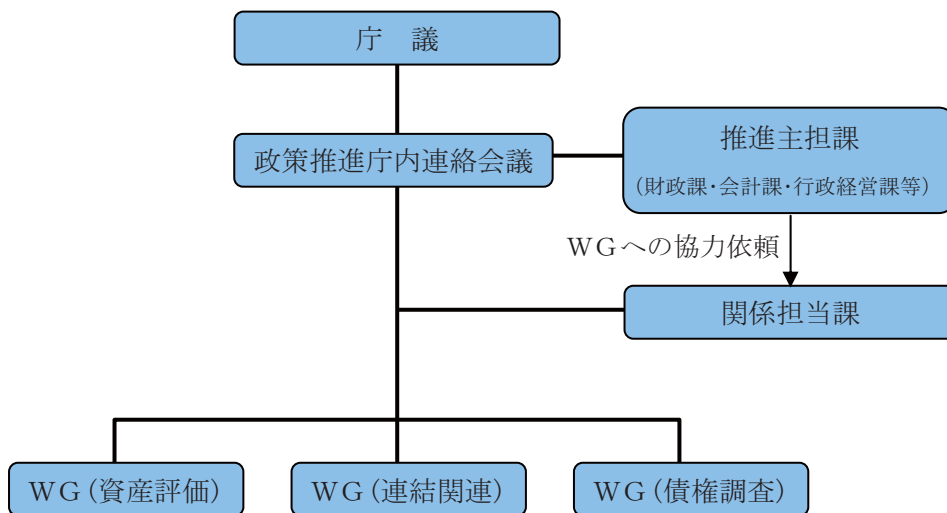 庁　議
政策推進庁内連絡会議
推進主担課
（財政課・会計課・行政経営課等）
ＷＧへの協力依頼
関係担当課
ＷＧ（資産評価）
ＷＧ（連結関連）
ＷＧ（債権調査）